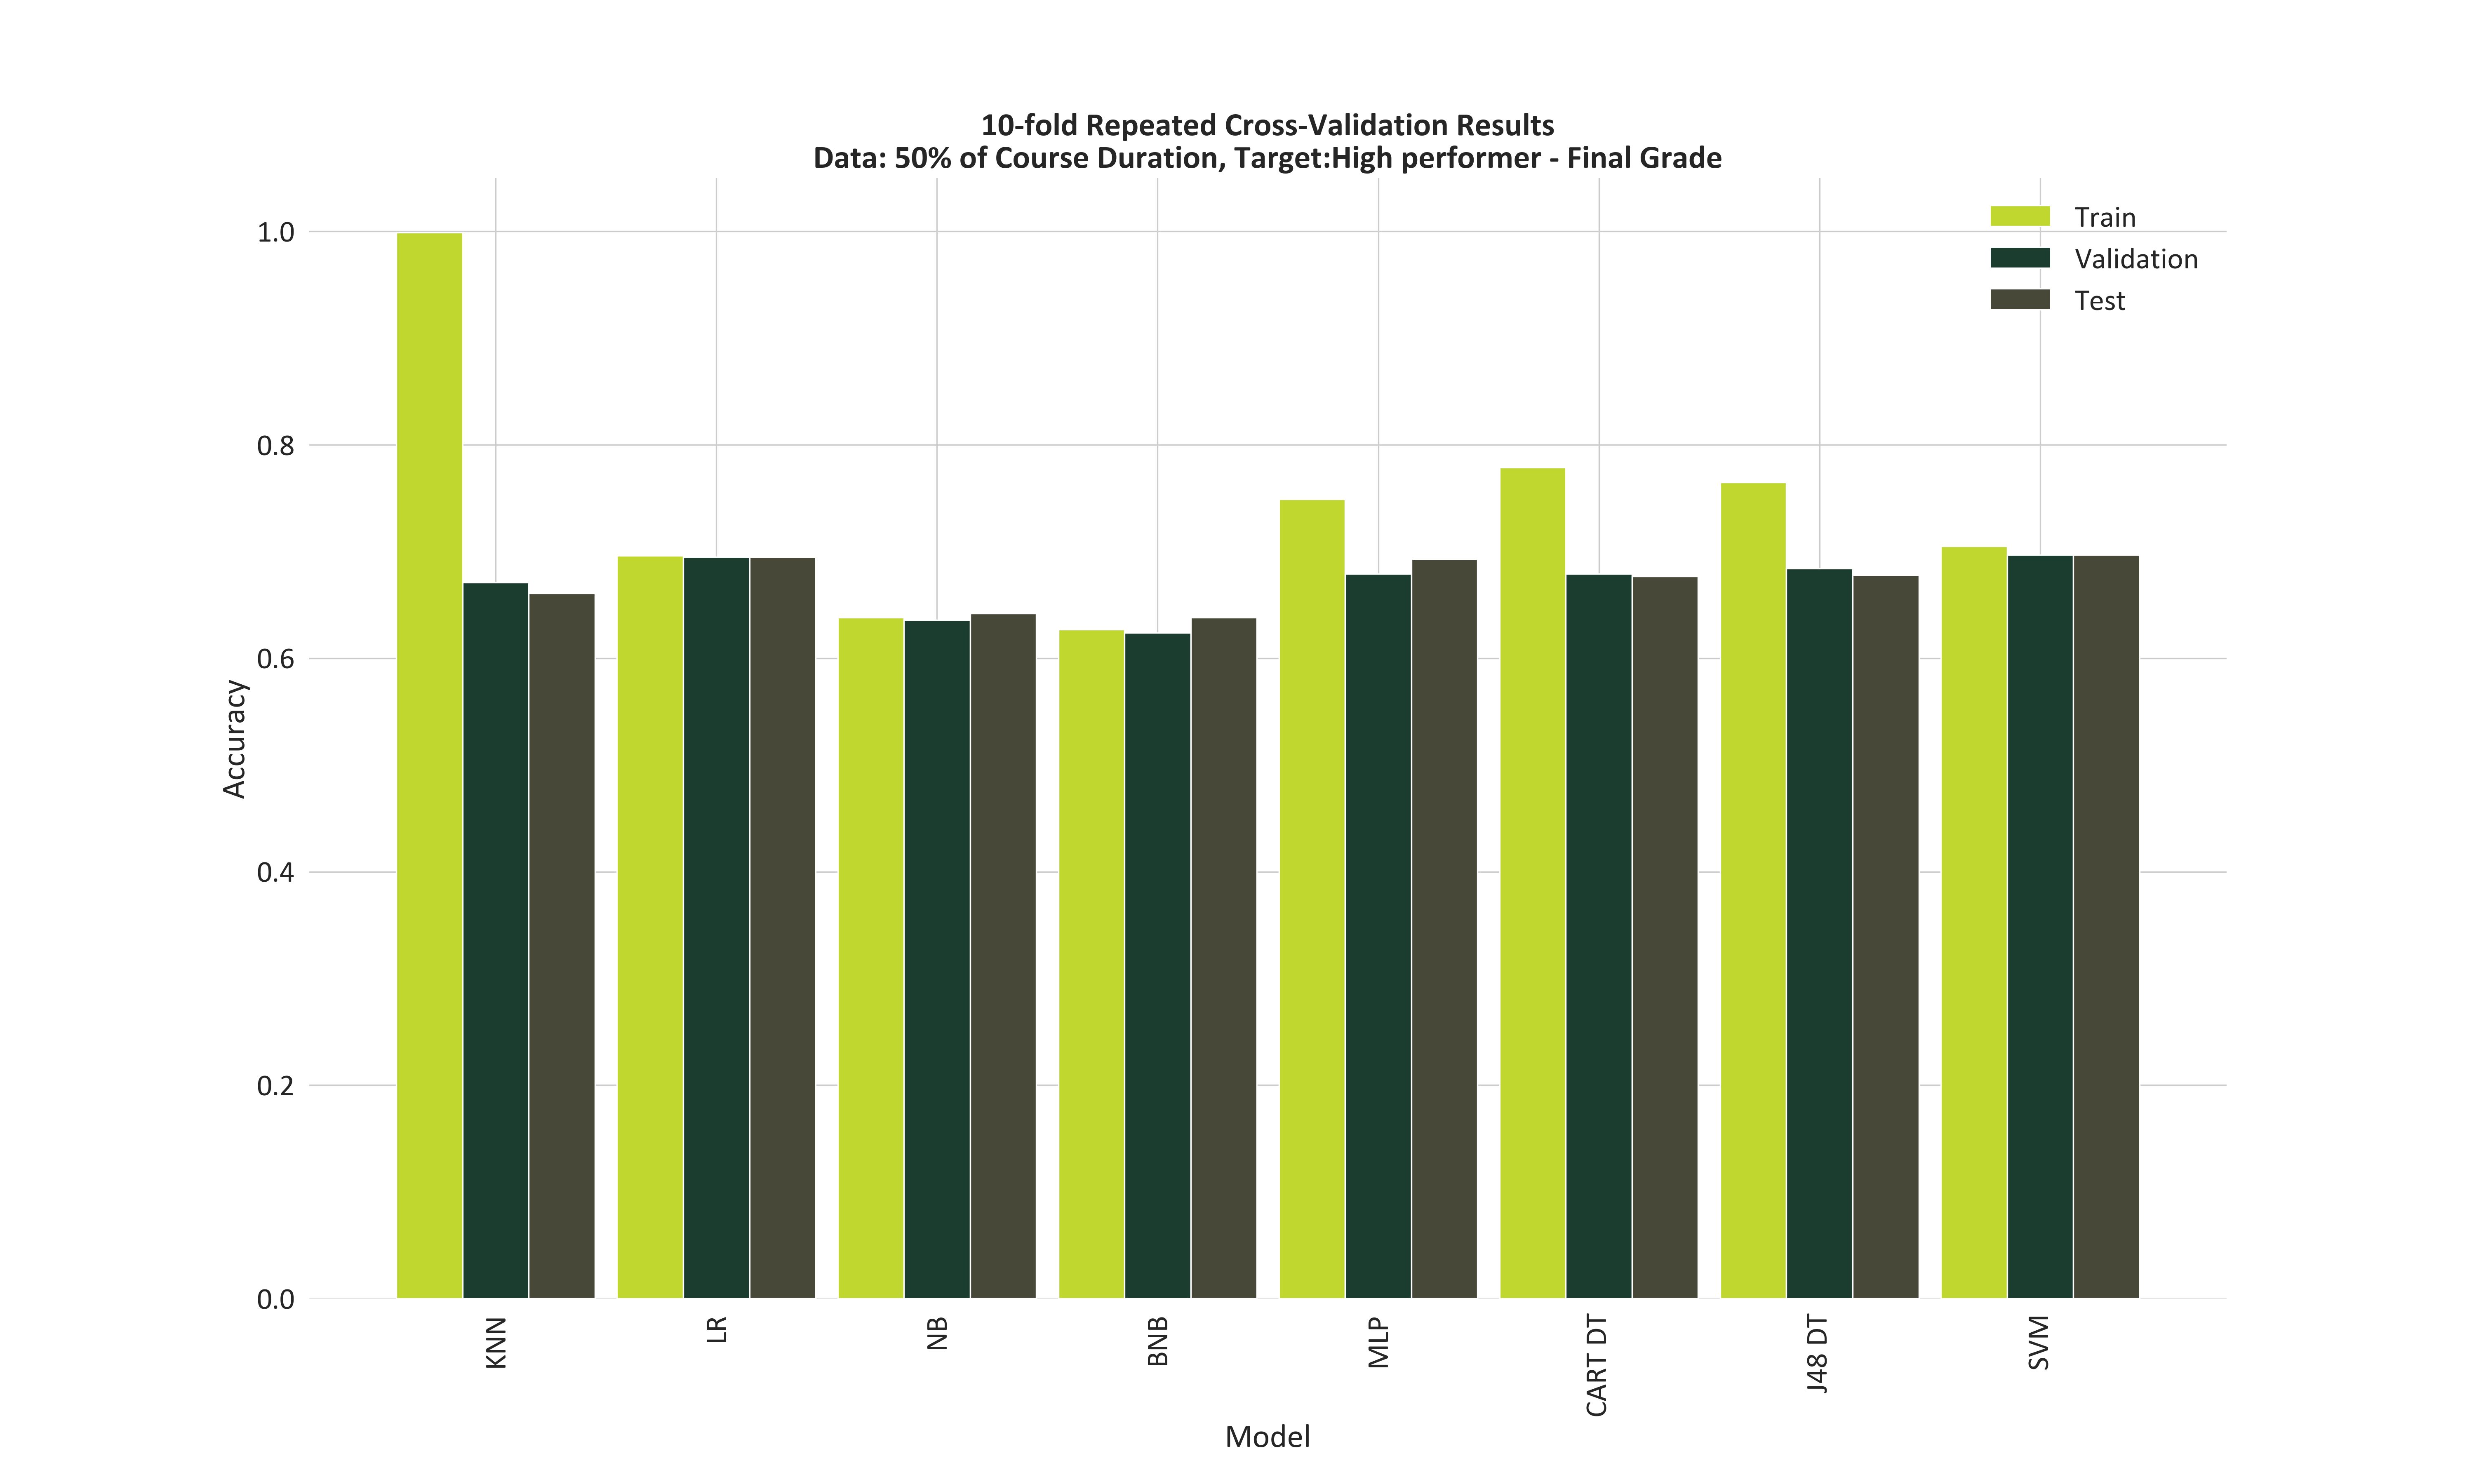 10-fold Repeated Cross-Validation Results
Data: 50% of Course Duration, Target:High performer - Final Grade
Train
Validation
Test
1.0
0.8
0.6
0.4
0.2
0.0
Accuracy
KNN
LR
NB
BNB
MLP
CART DT
J48 DT
SVM
Model